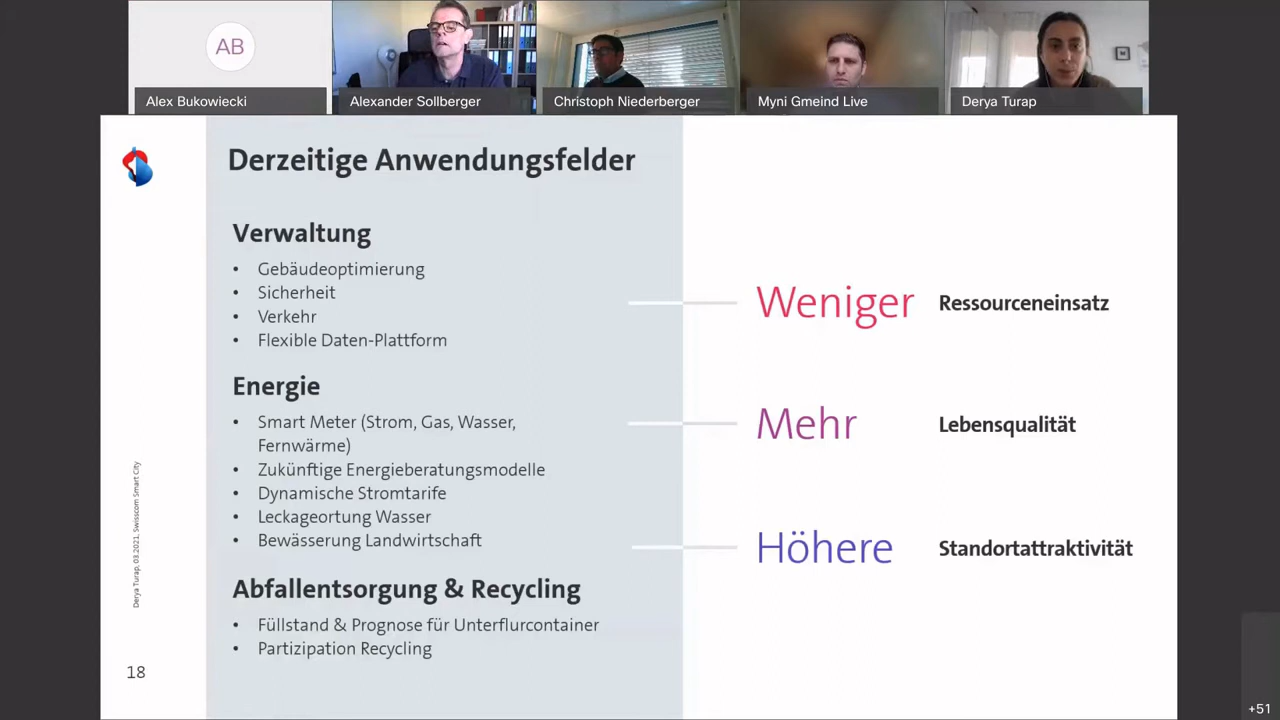 AB
Alex Bukowiecki
Alexander Sollberger
Christoph Niederberger
Myni Gmeind Live
Derya Turap
Derzeitige Anwendungsfelder
Verwaltung
• Gebäudeoptimierung
• Sicherheit
• Verkehr
• Flexible Daten-Plattform
Energie
• Smart Meter (Strom, Gas, Wasser,
Fernwärme)
• Zukünftige Energieberatungsmodelle
• Dynamische Stromtarife
• Leckageortung Wasser
• Bewässerung Landwirtschaft
Abfallentsorgung & Recycling
• Füllstand & Prognose für Unterflurcontainer
• Partizipation Recycling
Weniger Ressourceneinsatz
Mehr Lebensqualität
Höhere Standortattraktivität
Derya Turap, 03.2021, Swisscom Smart City
18
+51